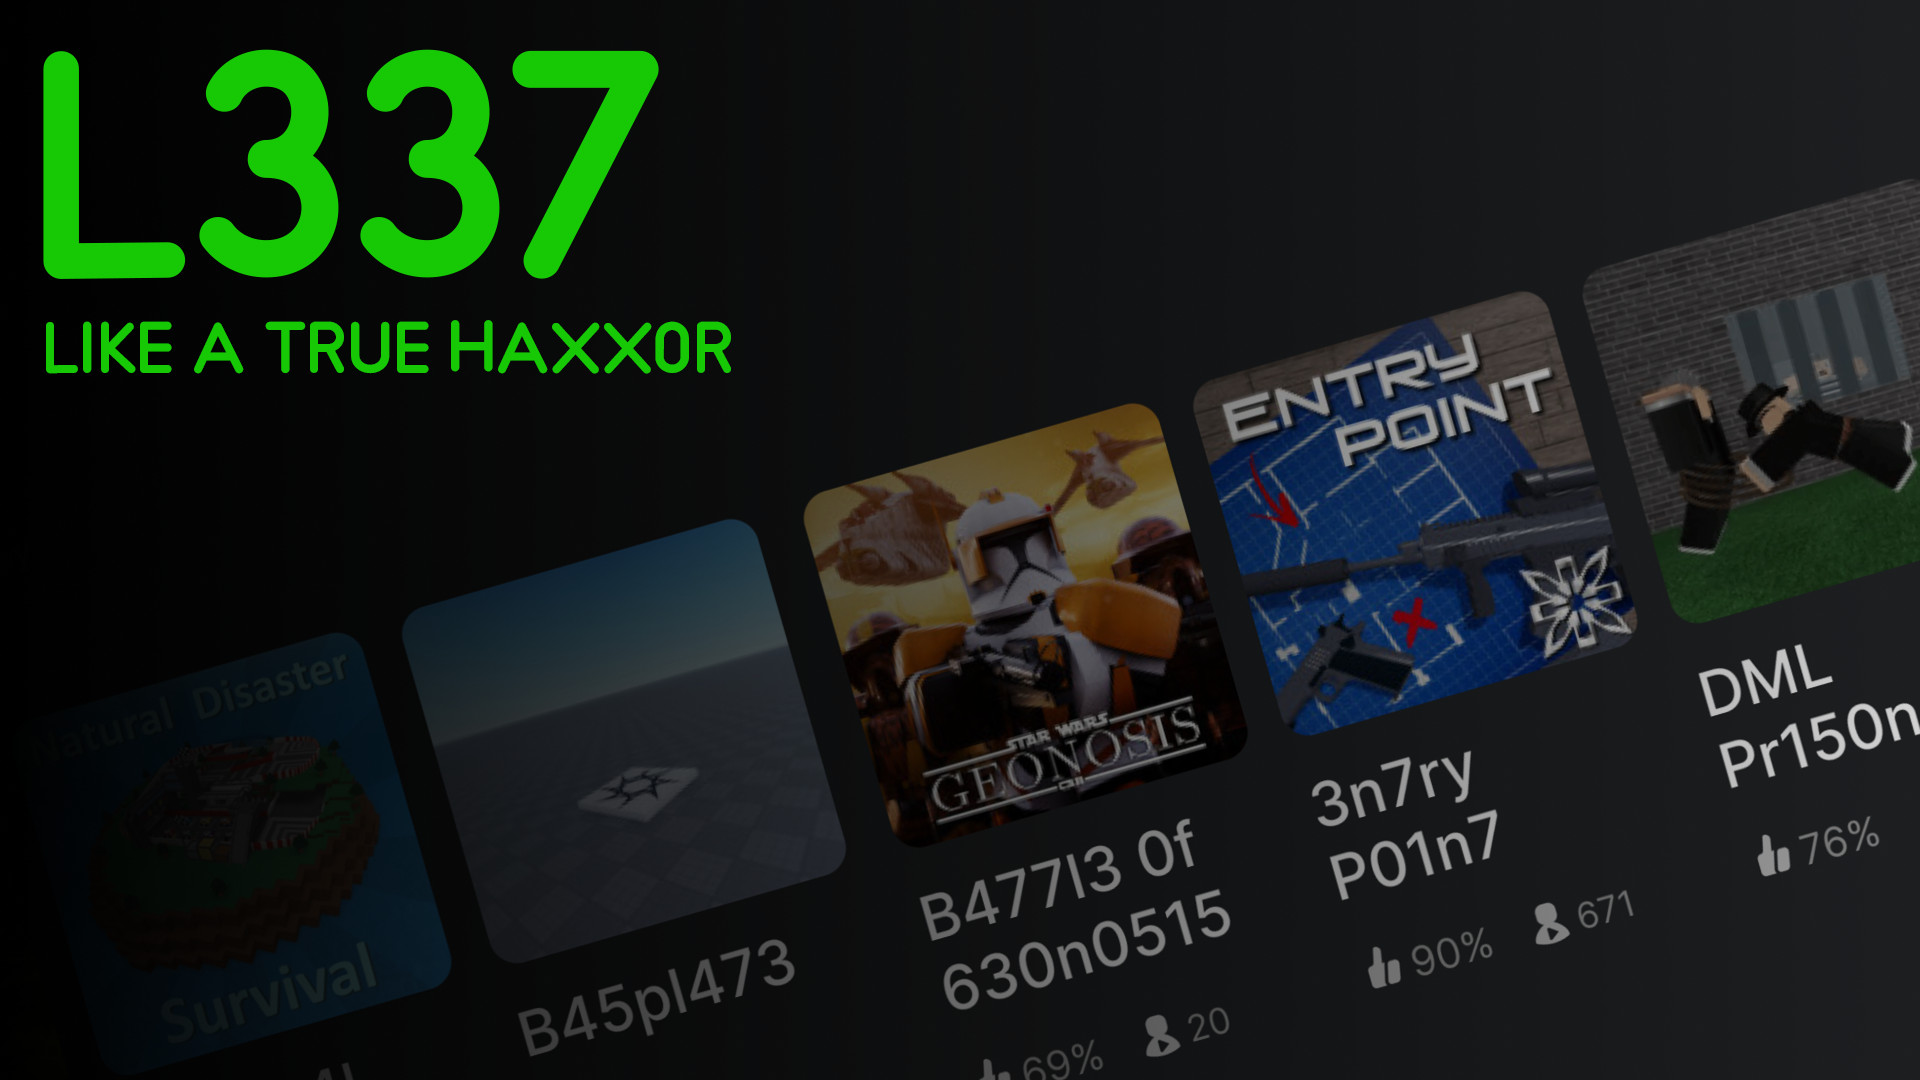 L337
LIKE A TRUE HAXX0R
Natural Disaster
Survival
B45pl473
STAR WARS
GEONOSIS
B477l3 0f
630n0515
69%
20
ENTRY
POINT
3n7ry
P01n7
90%
671
DML
Pr150n
76%